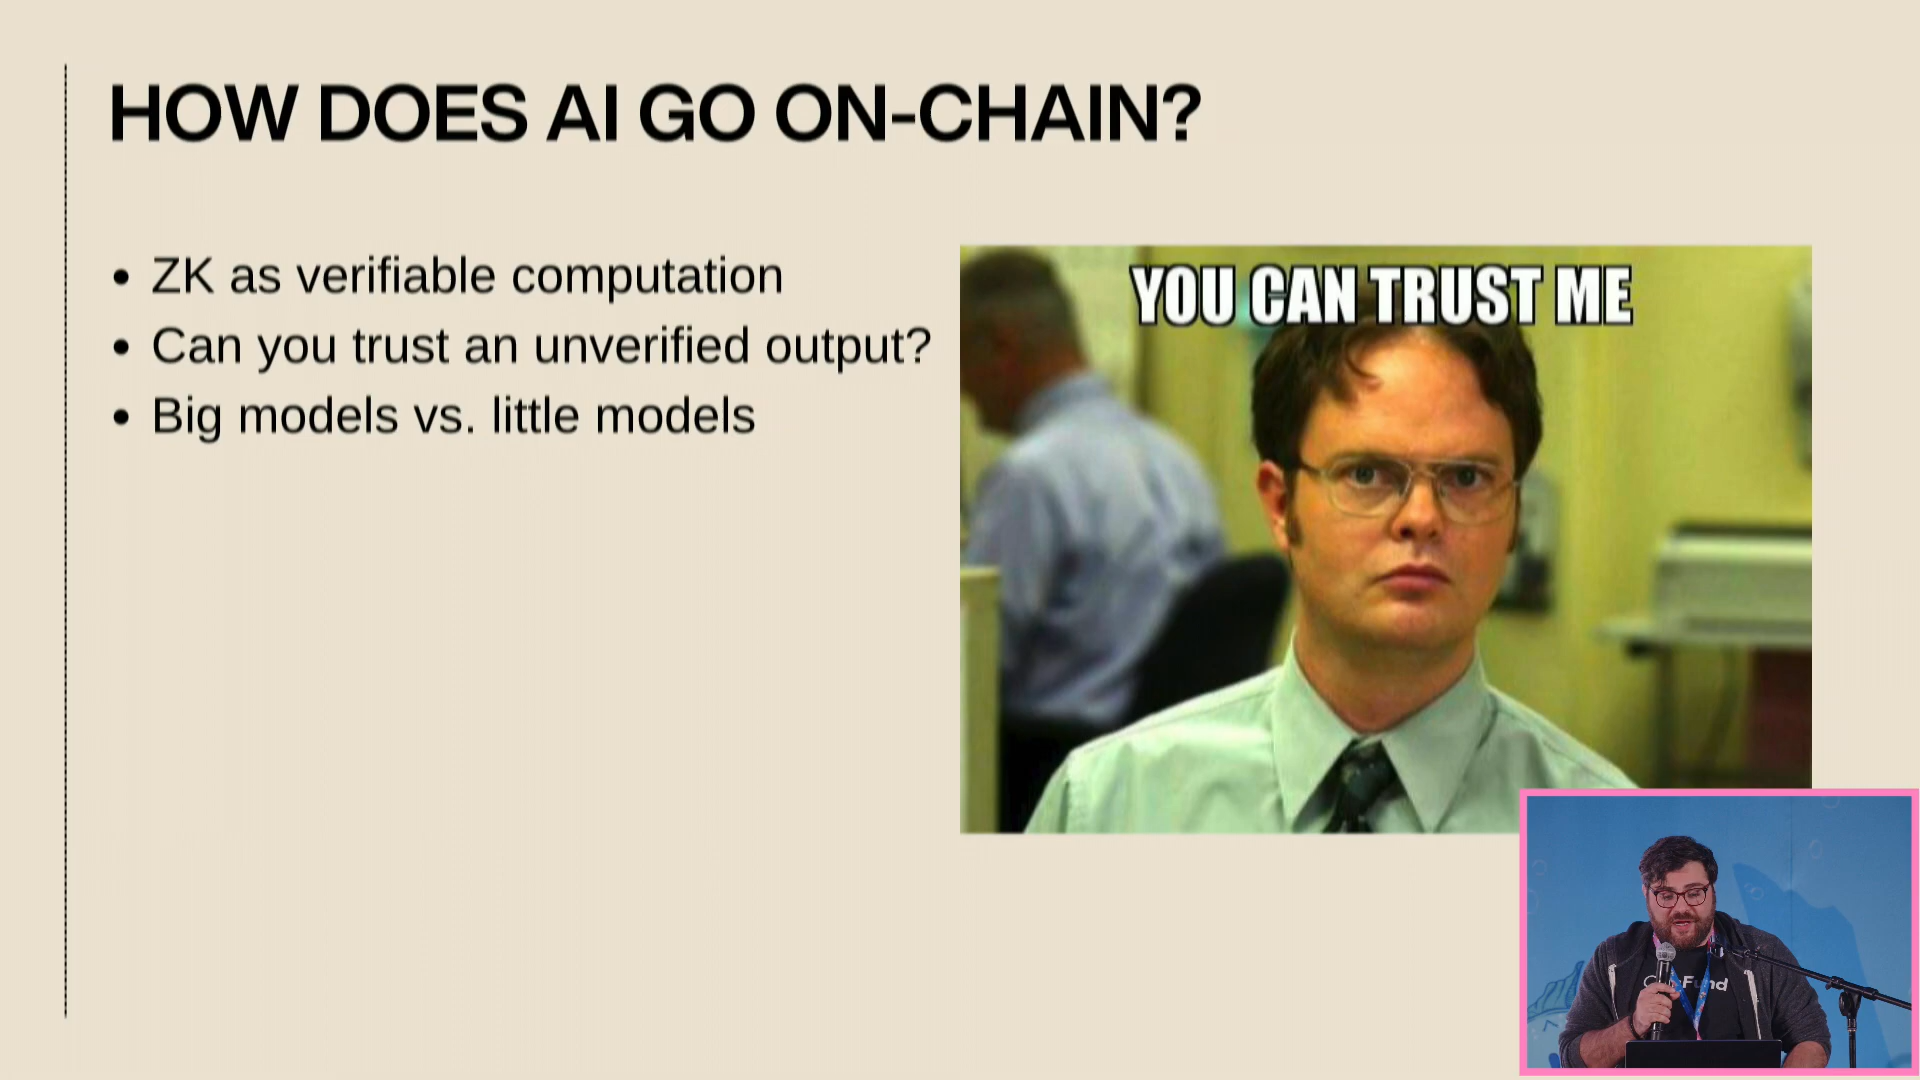 HOW DOES AI GO ON-CHAIN?
• ZK as verifiable computation
• Can you trust an unverified output?
• Big models vs. little models
YOU CAN TRUST ME